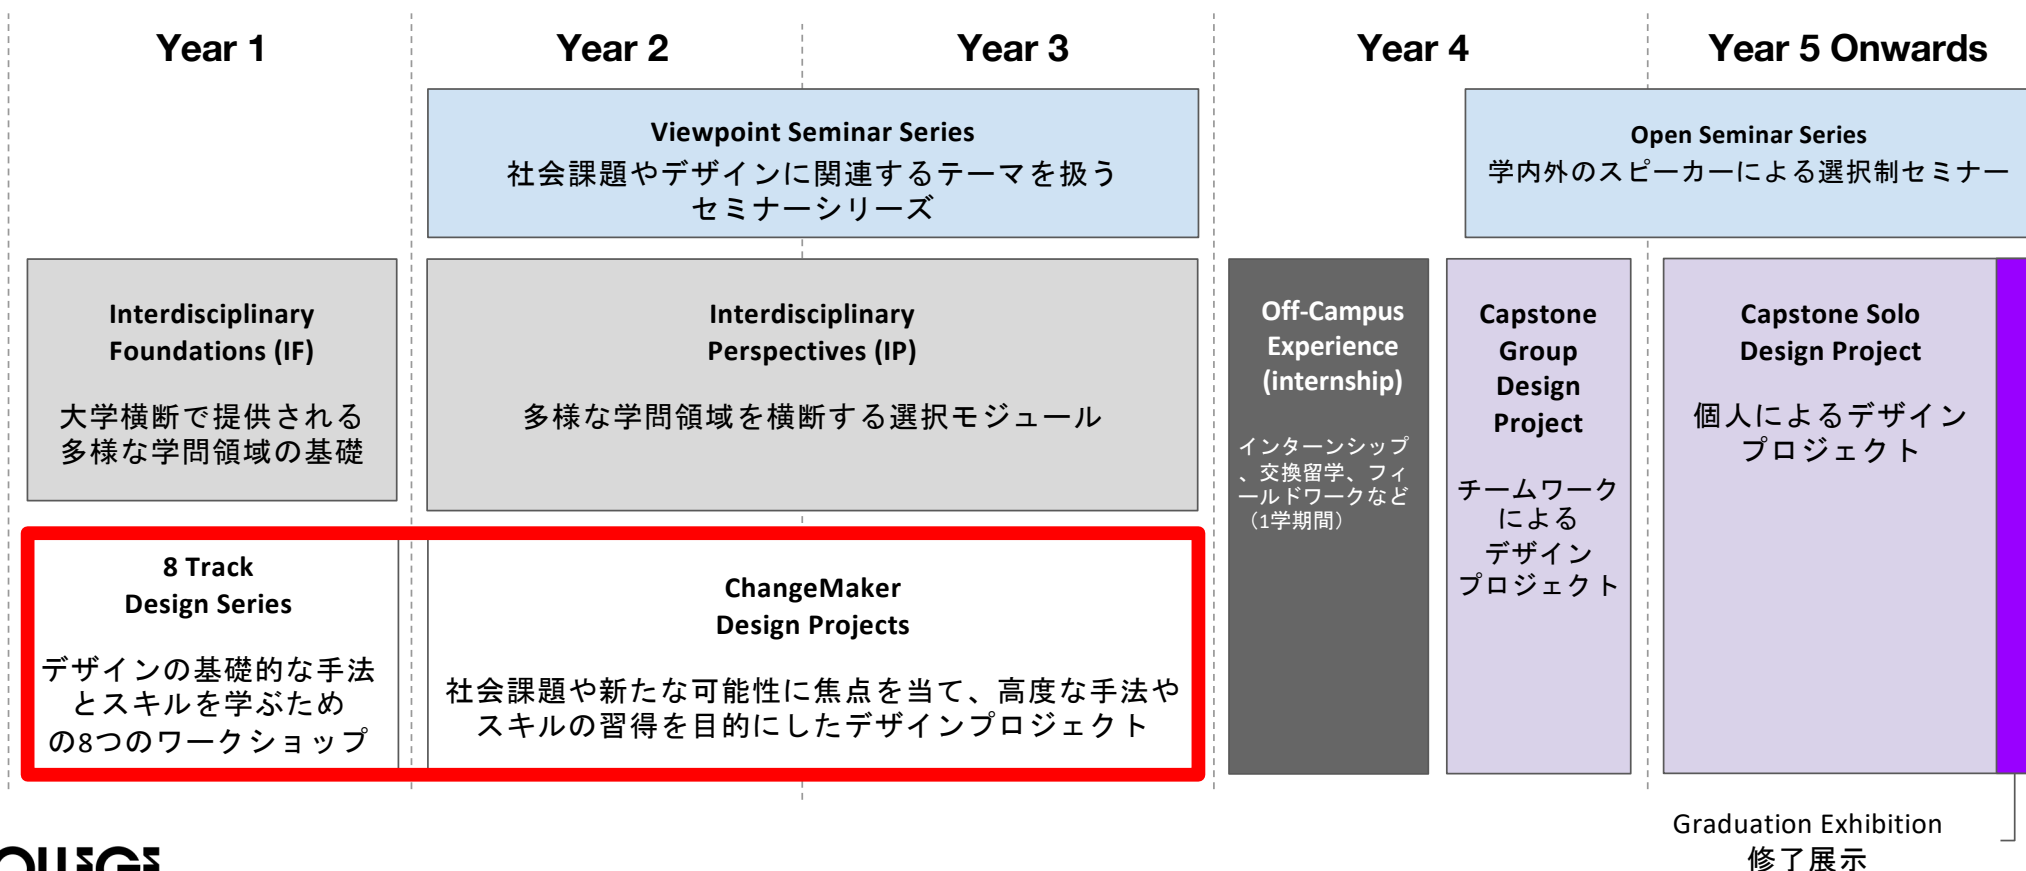 Year 1
Year 2
Year 3
Year 4
Year 5 Onwards
Viewpoint Seminar Series
社会課題やデザインに関連するテーマを扱う
セミナーシリーズ
Open Seminar Series
学内外のスピーカーによる選択制セミナー
Interdisciplinary
Foundations (IF)
大学横断で提供される
多様な学問領域の基礎
Interdisciplinary
Perspectives (IP)
多様な学問領域を横断する選択モジュール
Off-Campus
Experience
(internship)
インターンシップ
、交換留学、フィ
ールドワークなど
（1学期間）
Capstone
Group
Design
Project
チームワーク
による
デザイン
プロジェクト
Capstone Solo
Design Project
個人によるデザイン
プロジェクト
8 Track
Design Series
デザインの基礎的な手法
とスキルを学ぶため
の8つのワークショップ
ChangeMaker
Design Projects
社会課題や新たな可能性に焦点を当て、高度な手法や
スキルの習得を目的にしたデザインプロジェクト
Graduation Exhibition
修了展示